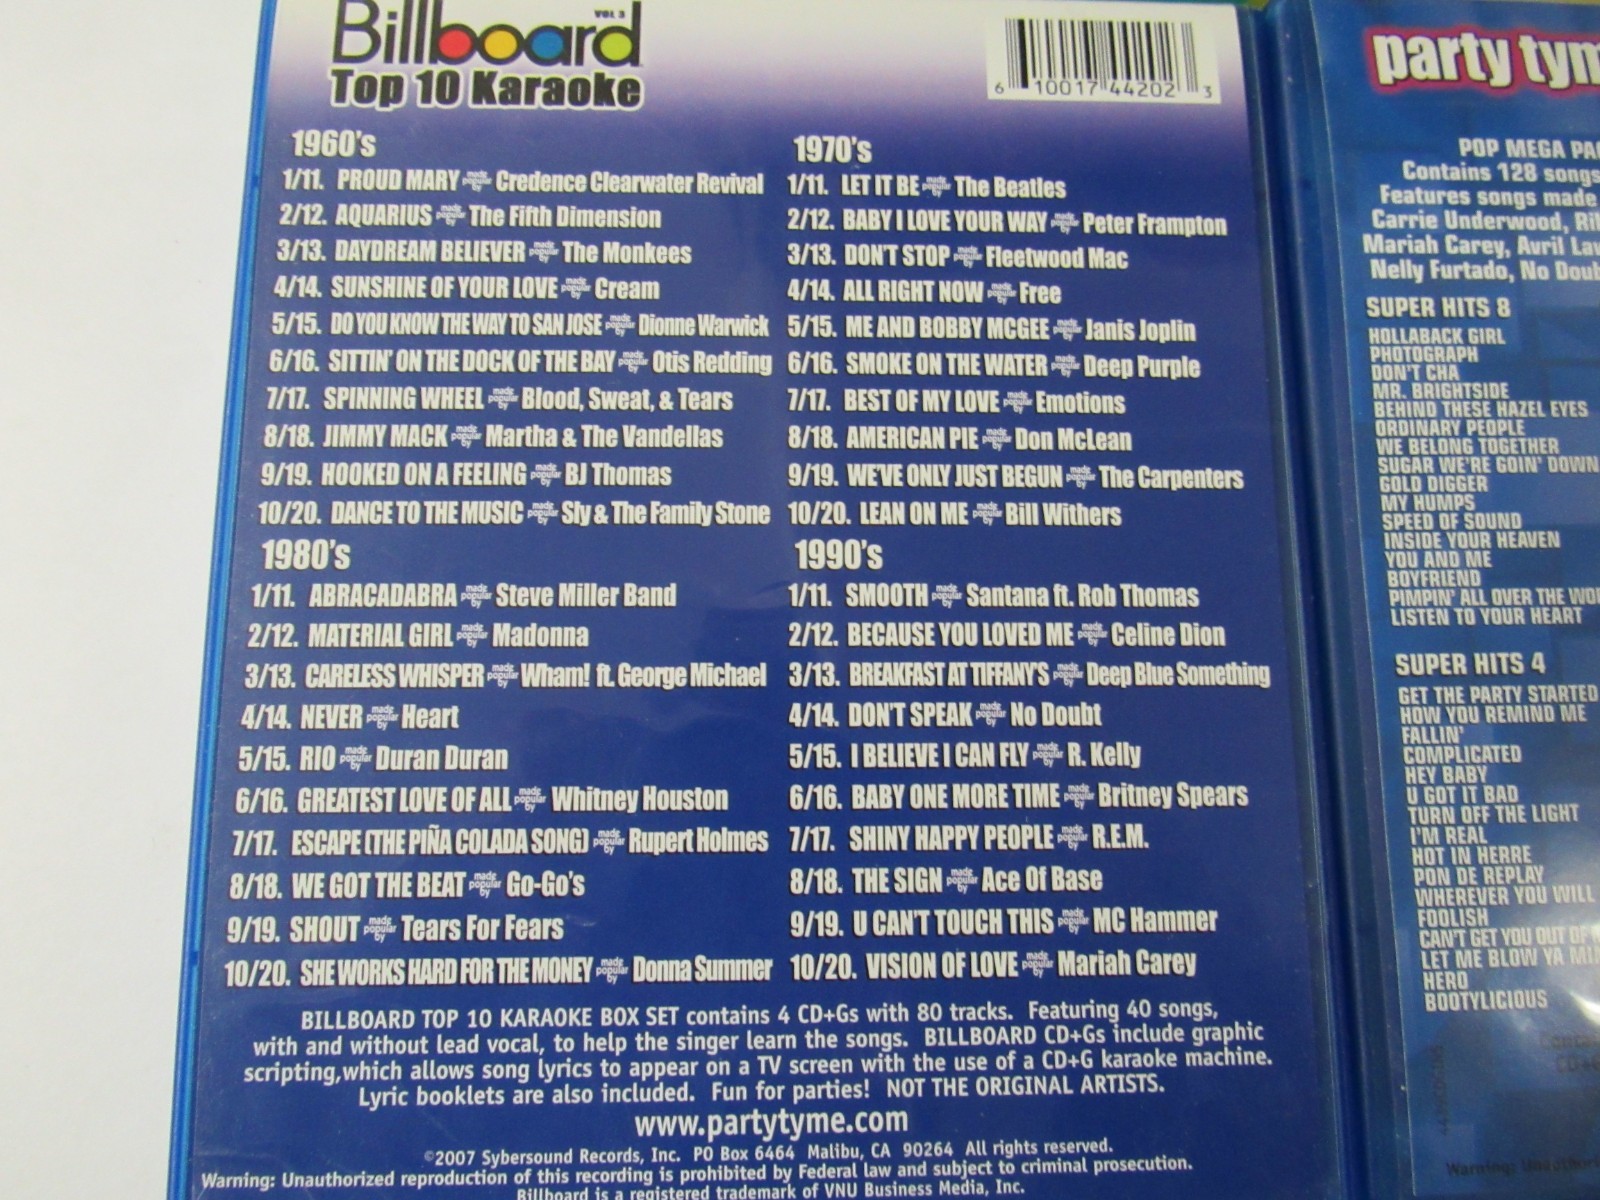 Billboard VOL 3
Top 10 Karaoke
6 10017 44202 3
1960's
1/11. PROUD MARY made popular by Credence Clearwater Revival
2/12. AQUARIUS made popular by The Fifth Dimension
3/13. DAYDREAM BELIEVER made popular by The Monkees
4/14. SUNSHINE OF YOUR LOVE made popular by Cream
5/15. DO YOU KNOW THE WAY TO SAN JOSE made popular by Dionne Warwick
6/16. SITTIN' ON THE DOCK OF THE BAY made popular by Otis Redding
7/17. SPINNING WHEEL made popular by Blood, Sweat, & Tears
8/18. JIMMY MACK made popular by Martha & The Vandellas
9/19. HOOKED ON A FEELING made popular by BJ Thomas
10/20. DANCE TO THE MUSIC made popular by Sly & The Family Stone
1970's
1/11. LET IT BE made popular by The Beatles
2/12. BABY I LOVE YOUR WAY made popular by Peter Frampton
3/13. DON'T STOP made popular by Fleetwood Mac
4/14. ALL RIGHT NOW made popular by Free
5/15. ME AND BOBBY MCGEE made popular by Janis Joplin
6/16. SMOKE ON THE WATER made popular by Deep Purple
7/17. BEST OF MY LOVE made popular by Emotions
8/18. AMERICAN PIE made popular by Don McLean
9/19. WE'VE ONLY JUST BEGUN made popular by The Carpenters
10/20. LEAN ON ME made popular by Bill Withers
1980's
1/11. ABRACADABRA made popular by Steve Miller Band
2/12. MATERIAL GIRL made popular by Madonna
3/13. CARELESS WHISPER made popular by Wham! ft. George Michael
4/14. NEVER made popular by Heart
5/15. RIO made popular by Duran Duran
6/16. GREATEST LOVE OF ALL made popular by Whitney Houston
7/17. ESCAPE (THE PIÑA COLADA SONG) made popular by Rupert Holmes
8/18. WE GOT THE BEAT made popular by Go-Go's
9/19. SHOUT made popular by Tears For Fears
10/20. SHE WORKS HARD FOR THE MONEY made popular by Donna Summer
1990's
1/11. SMOOTH made popular by Santana ft. Rob Thomas
2/12. BECAUSE YOU LOVED ME made popular by Celine Dion
3/13. BREAKFAST AT TIFFANY'S made popular by Deep Blue Something
4/14. DON'T SPEAK made popular by No Doubt
5/15. I BELIEVE I CAN FLY made popular by R. Kelly
6/16. BABY ONE MORE TIME made popular by Britney Spears
7/17. SHINY HAPPY PEOPLE made popular by R.E.M.
8/18. THE SIGN made popular by Ace Of Base
9/19. U CAN'T TOUCH THIS made popular by MC Hammer
10/20. VISION OF LOVE made popular by Mariah Carey
BILLBOARD TOP 10 KARAOKE BOX SET contains 4 CD+Gs with 80 tracks. Featuring 40 songs,
with and without lead vocal, to help the singer learn the songs. BILLBOARD CD+Gs include graphic
scripting,which allows song lyrics to appear on a TV screen with the use of a CD+G karaoke machine.
Lyric booklets are also included. Fun for parties! NOT THE ORIGINAL ARTISTS.
www.partytyme.com
©2007 Sybersound Records, Inc. PO Box 6464 Malibu, CA 90264 All rights reserved.
Warning: Unauthorized reproduction of this recording is prohibited by Federal law and subject to criminal prosecution.
Billboard is a registered trademark of VNU Business Media, Inc.
party tym
POP MEGA PA
Contains 128 songs
Features songs made
Carrie Underwood, Ri
Mariah Carey, Avril Lav
Nelly Furtado, No Doub
SUPER HITS 8
HOLLABACK GIRL
PHOTOGRAPH
DON'T CHA
MR. BRIGHTSIDE
BEHIND THESE HAZEL EYES
ORDINARY PEOPLE
WE BELONG TOGETHER
SUGAR WE'RE GOIN' DOWN
GOLD DIGGER
MY HUMPS
SPEED OF SOUND
INSIDE YOUR HEAVEN
YOU AND ME
BOYFRIEND
PIMPIN' ALL OVER THE WO
LISTEN TO YOUR HEART
SUPER HITS 4
GET THE PARTY STARTED
HOW YOU REMIND ME
FALLIN'
COMPLICATED
HEY BABY
U GOT IT BAD
TURN OFF THE LIGHT
I'M REAL
HOT IN HERRE
PON DE REPLAY
WHEREVER YOU WILL
FOOLISH
CAN'T GET YOU OUT OF
LET ME BLOW YA MI
HERO
BOOTYLICIOUS
Warning: